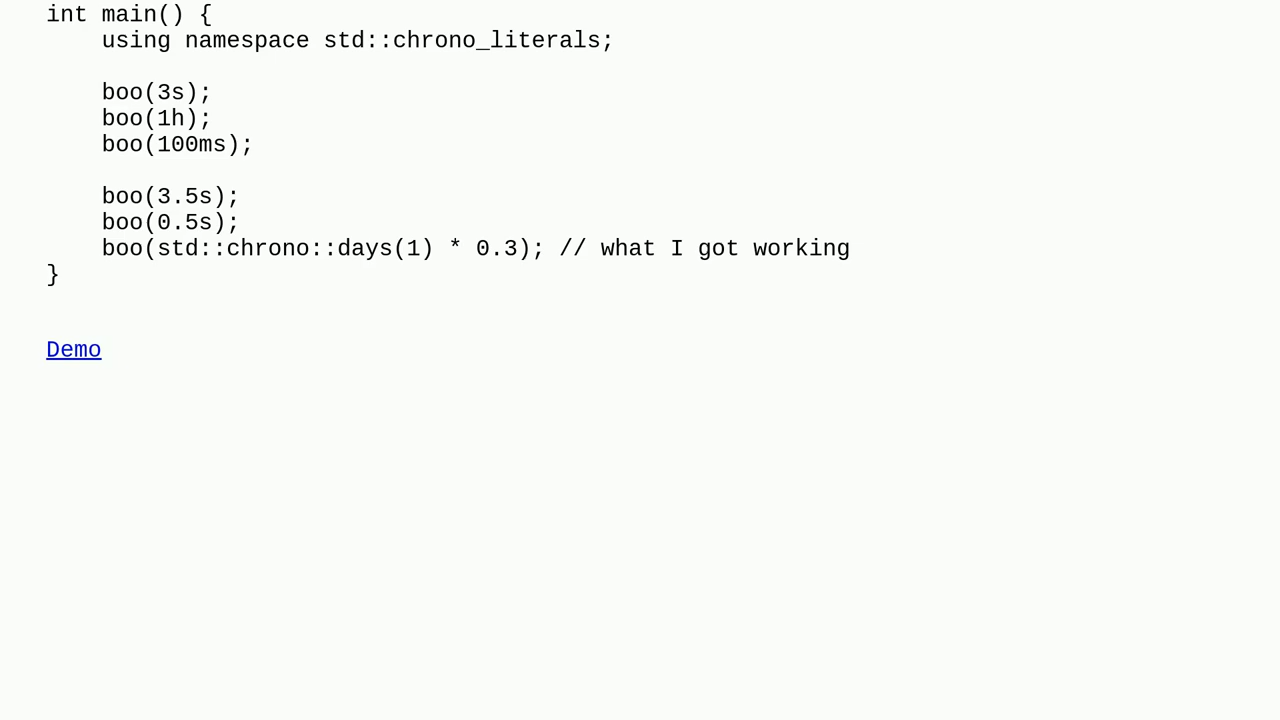 int main() {
    using namespace std::chrono_literals;

    boo(3s);
    boo(1h);
    boo(100ms);

    boo(3.5s);
    boo(0.5s);
    boo(std::chrono::days(1) * 0.3); // what I got working
}

Demo